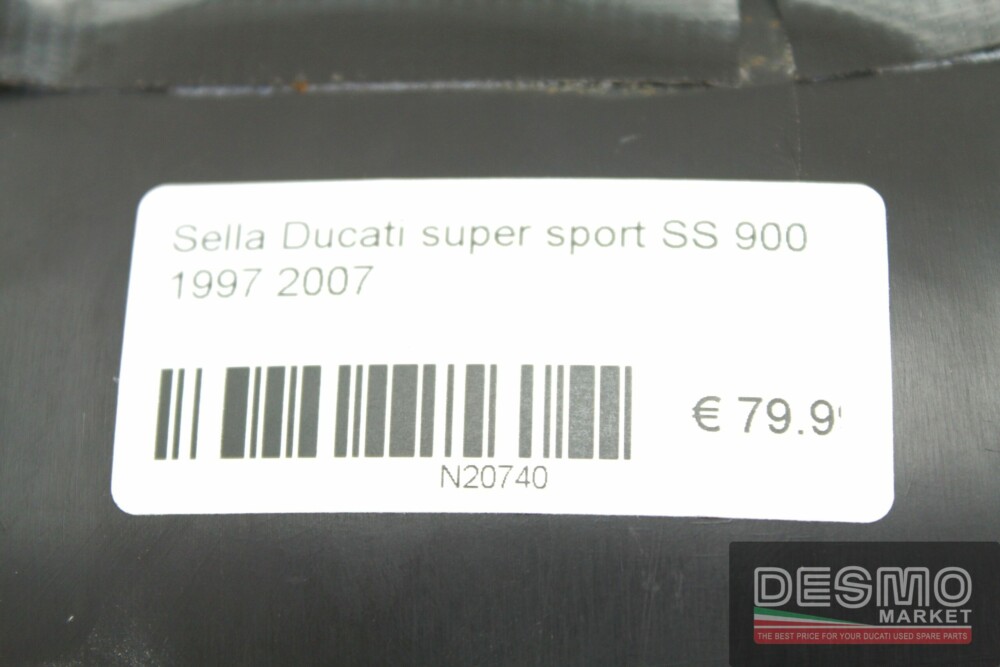 Sella Ducati super sport SS 900
1997 2007
€ 79.9
N20740
DESMO
MARKET
THE BEST PRICE FOR YOUR DUCATI USED SPARE PARTS